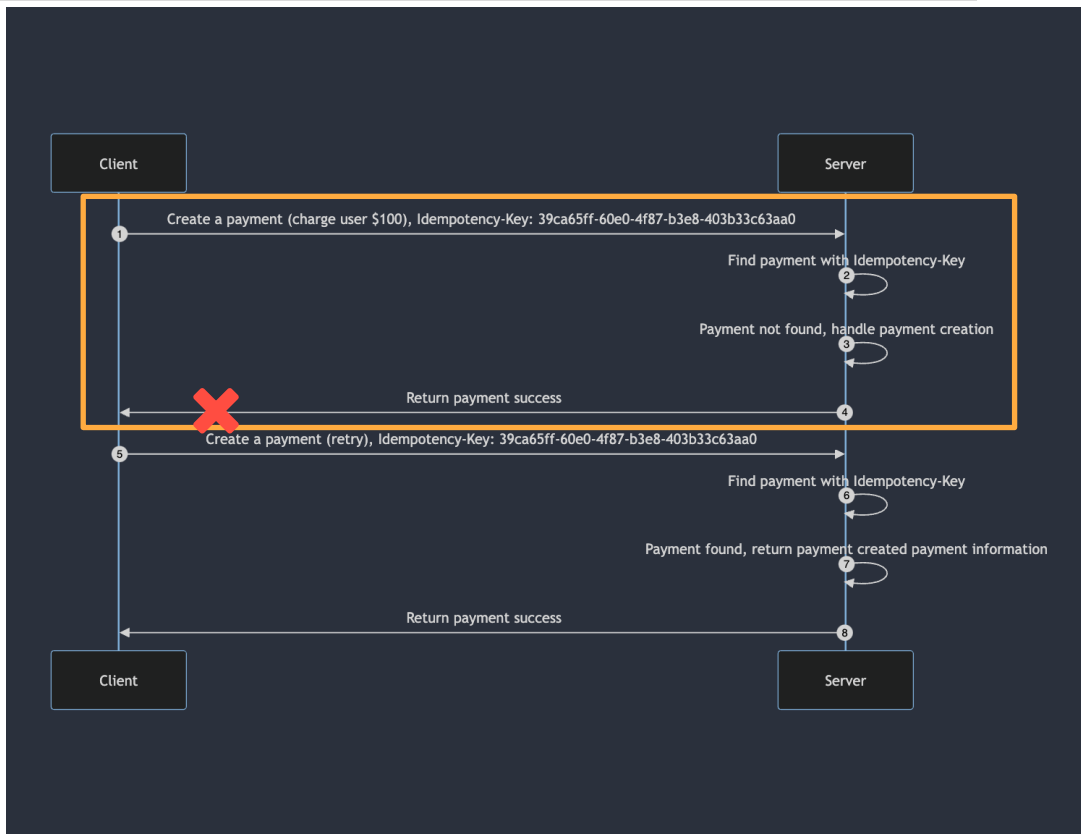 Client
Server
Create a payment (charge user $100), Idempotency-Key: 39ca65ff-60e0-4f87-b3e8-403b33c63aa0
1
Find payment with Idempotency-Key
2
Payment not found, handle payment creation
3
Return payment success
4
Create a payment (retry), Idempotency-Key: 39ca65ff-60e0-4f87-b3e8-403b33c63aa0
5
Find payment with Idempotency-Key
6
Payment found, return payment created payment information
7
Return payment success
8
Client
Server